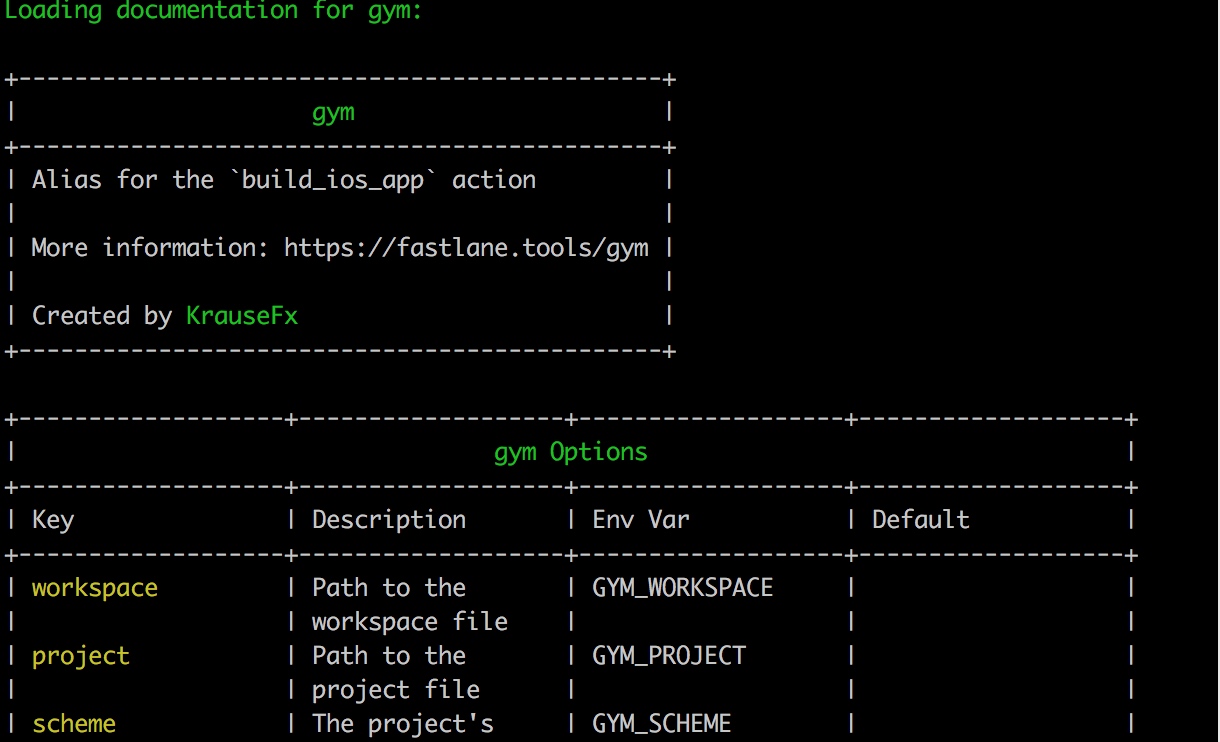 Loading documentation for gym:
+----------------------------------------------+
|                     gym                      |
+----------------------------------------------+
| Alias for the `build_ios_app` action         |
|                                              |
| More information: https://fastlane.tools/gym |
|                                              |
| Created by KrauseFx                          |
+----------------------------------------------+
+-------------------+-------------------+-------------------+-------------------+
|                                  gym Options                                  |
+-------------------+-------------------+-------------------+-------------------+
| Key               | Description       | Env Var           | Default           |
+-------------------+-------------------+-------------------+-------------------+
| workspace         | Path to the       | GYM_WORKSPACE     |                   |
|                   | workspace file    |                   |                   |
| project           | Path to the       | GYM_PROJECT       |                   |
|                   | project file      |                   |                   |
| scheme            | The project's     | GYM_SCHEME        |                   |